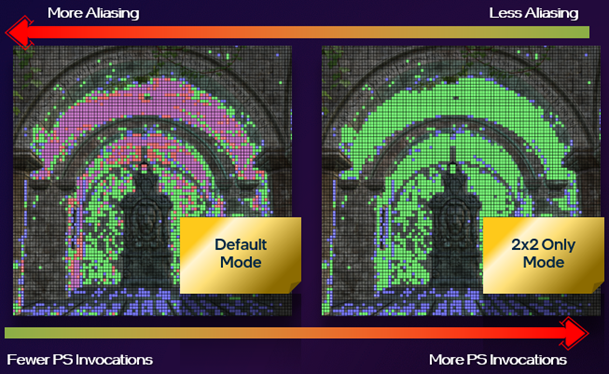 More Aliasing
Less Aliasing
Default
Mode
2x2 Only
Mode
Fewer PS Invocations
More PS Invocations